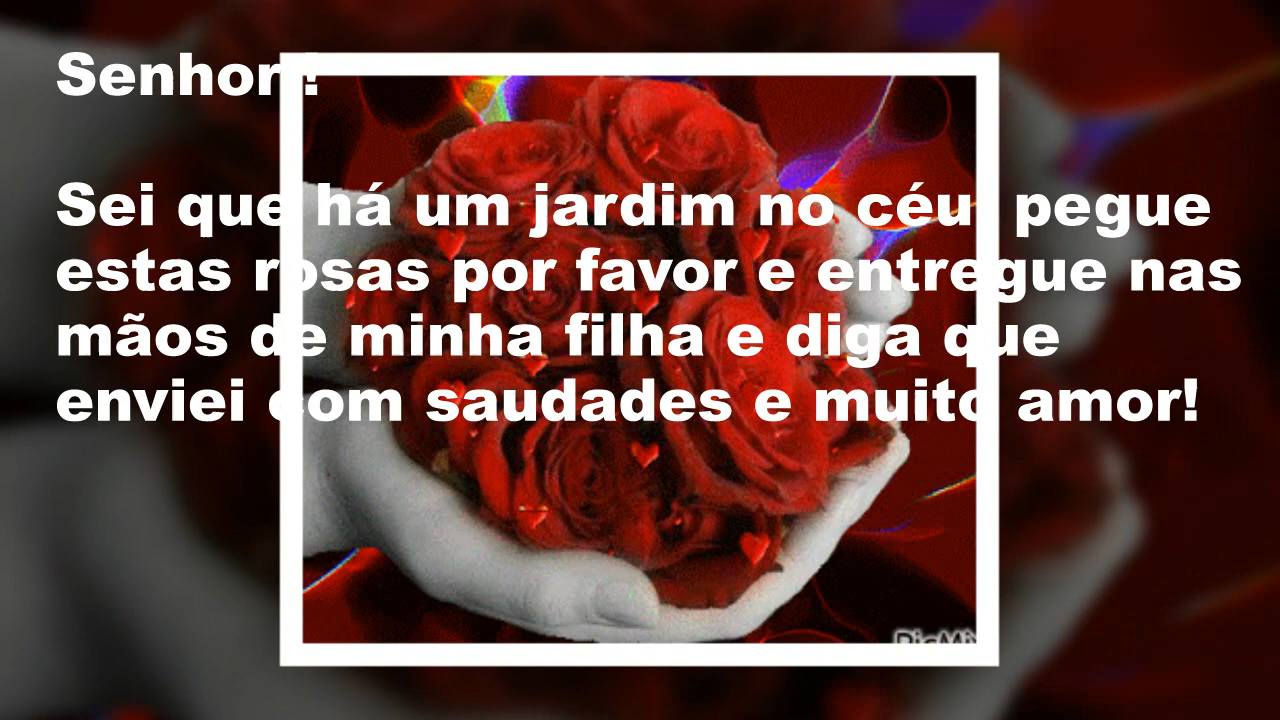 Senhor!
Sei que há um jardim no céu, pegue
estas rosas por favor e entregue nas
mãos de minha filha e diga que
enviei com saudades e muito amor!